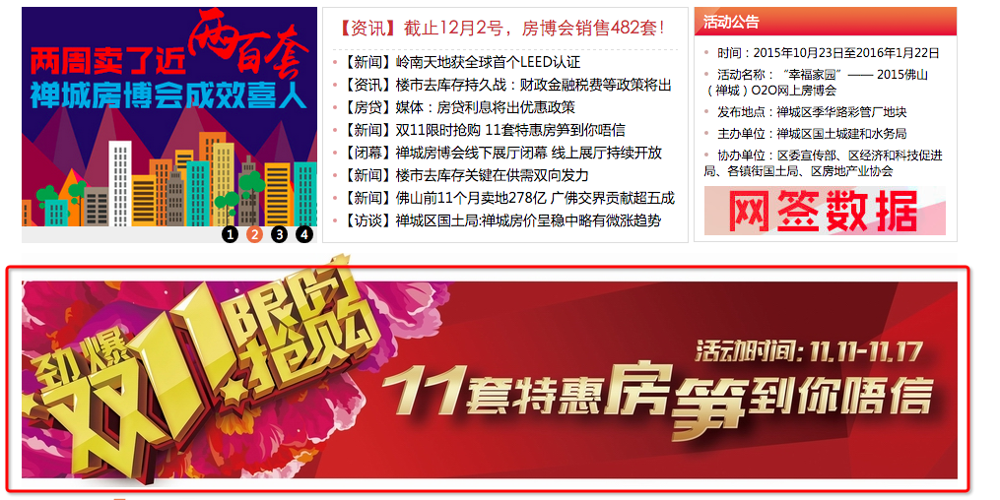 两周卖了近两百套
禅城房博会成效喜人
1 2 3 4
【资讯】截止12月2号，房博会销售482套！
【新闻】岭南天地获全球首个LEED认证
【资讯】楼市去库存持久战：财政金融税费等政策将出
【房贷】媒体：房贷利息将出优惠政策
【新闻】双11限时抢购 11套特惠房笋到你唔信
【闭幕】禅城房博会线下展厅闭幕 线上展厅持续开放
【新闻】楼市去库存关键在供需双向发力
【新闻】佛山前11个月卖地278亿 广佛交界贡献超五成
【访谈】禅城区国土局:禅城房价呈稳中略有微涨趋势
活动公告
时间：2015年10月23日至2016年1月22日
活动名称：“幸福家园”—— 2015佛山
（禅城）O2O网上房博会
发布地点：禅城区季华路彩管厂地块
主办单位：禅城区国土城建和水务局
协办单位：区委宣传部、区经济和科技促进
局、各镇街国土局、区房地产业协会
网签数据
劲爆
双11限时
抢购
活动时间：11.11-11.17
11套特惠房笋到你唔信